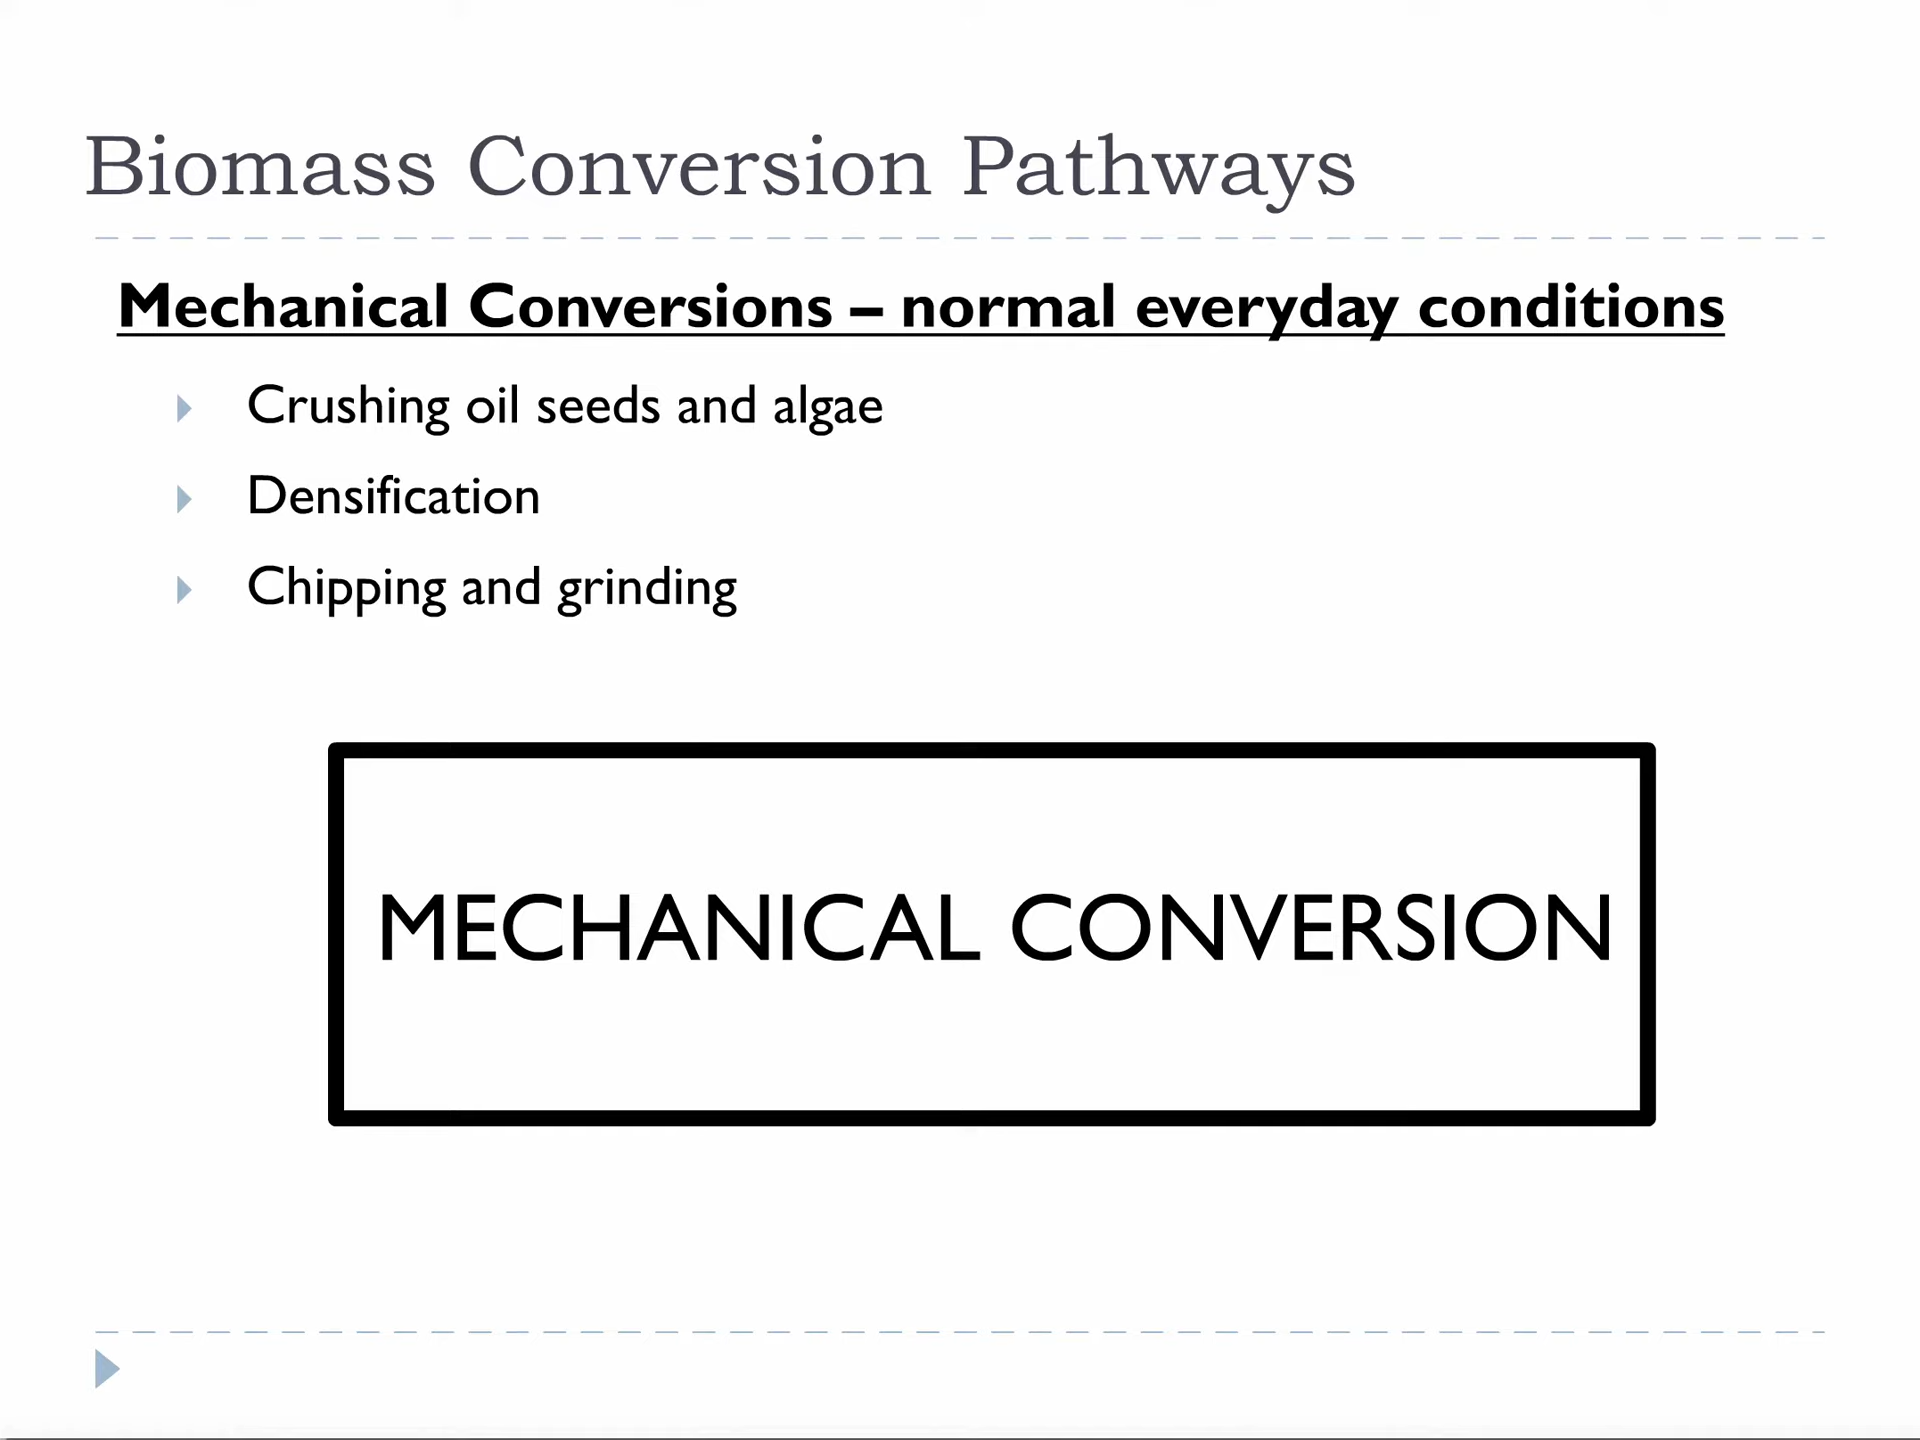 Biomass Conversion Pathways
Mechanical Conversions – normal everyday conditions
Crushing oil seeds and algae
Densification
Chipping and grinding
MECHANICAL CONVERSION